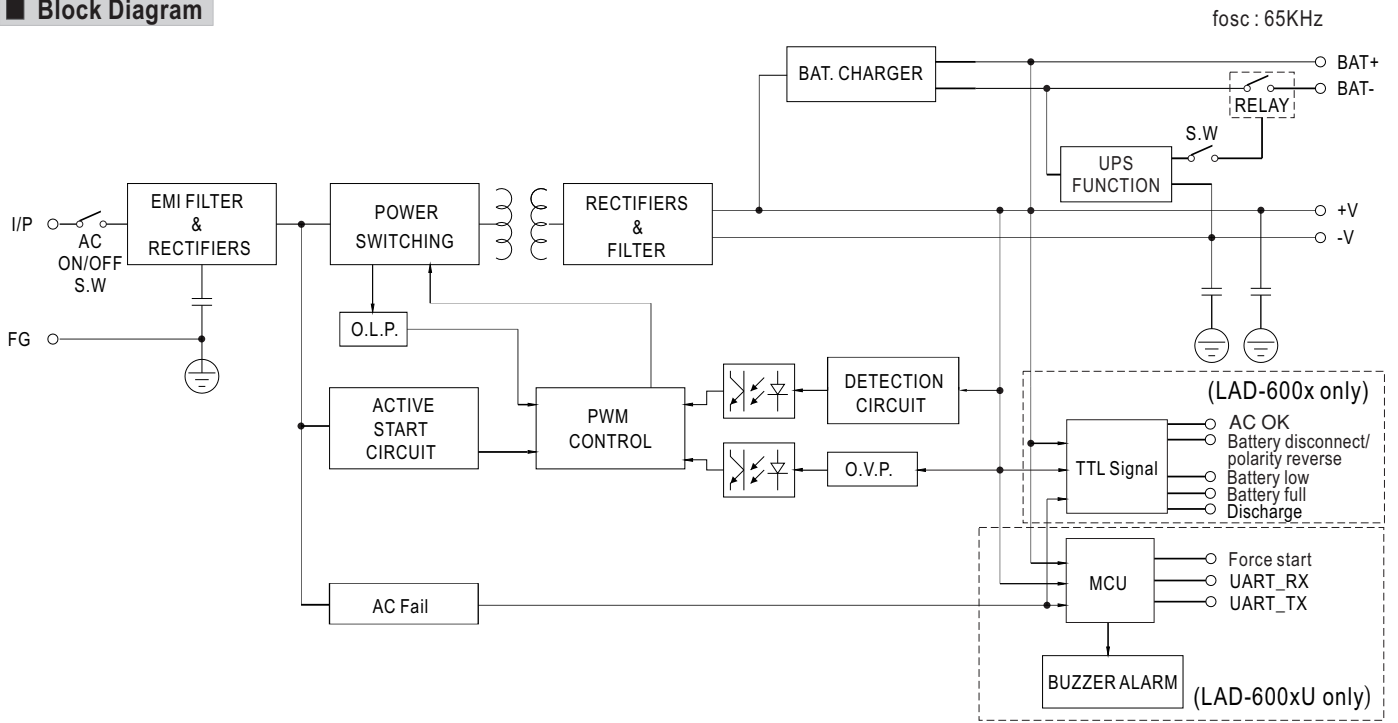 Block Diagram
fosc : 65KHz
BAT. CHARGER
BAT+
BAT-
RELAY
S.W
UPS
FUNCTION
I/P
AC
ON/OFF
S.W
EMI FILTER
&
RECTIFIERS
POWER
SWITCHING
RECTIFIERS
&
FILTER
+V
-V
FG
O.L.P.
ACTIVE
START
CIRCUIT
PWM
CONTROL
DETECTION
CIRCUIT
O.V.P.
(LAD-600x only)
TTL Signal
AC OK
Battery disconnect/
polarity reverse
Battery low
Battery full
Discharge
AC Fail
MCU
Force start
UART_RX
UART_TX
BUZZER ALARM
(LAD-600xU only)